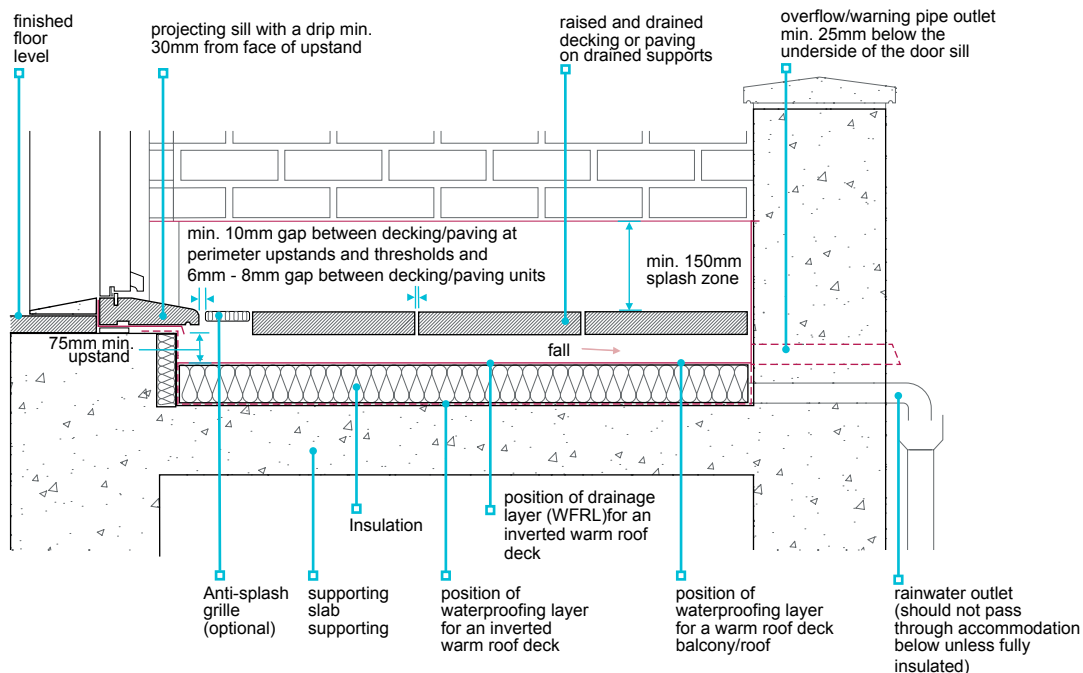 finished
floor
level
projecting sill with a drip min.
30mm from face of upstand
raised and drained
decking or paving
on drained supports
overflow/warning pipe outlet
min. 25mm below the
underside of the door sill
min. 10mm gap between decking/paving at
perimeter upstands and thresholds and
6mm - 8mm gap between decking/paving units
min. 150mm
splash zone
75mm min.
upstand
fall
Insulation
position of drainage
layer (WFRL)for an
inverted warm roof
deck
Anti-splash
grille
(optional)
supporting
slab
supporting
position of
waterproofing layer
for an inverted
warm roof deck
position of
waterproofing layer
for a warm roof deck
balcony/roof
rainwater outlet
(should not pass
through accommodation
below unless fully
insulated)